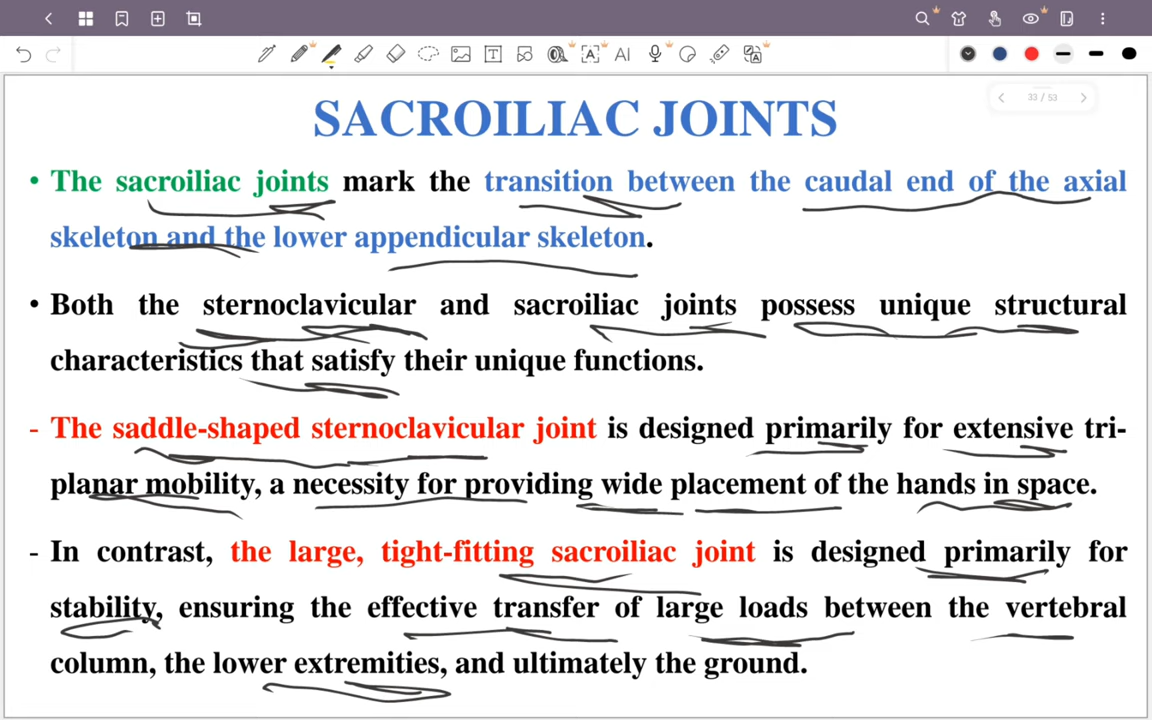 AI
33 / 53
SACROILIAC JOINTS
• The sacroiliac joints mark the transition between the caudal end of the axial
skeleton and the lower appendicular skeleton.
• Both the sternoclavicular and sacroiliac joints possess unique structural
characteristics that satisfy their unique functions.
- The saddle-shaped sternoclavicular joint is designed primarily for extensive tri-
planar mobility, a necessity for providing wide placement of the hands in space.
- In contrast, the large, tight-fitting sacroiliac joint is designed primarily for
stability, ensuring the effective transfer of large loads between the vertebral
column, the lower extremities, and ultimately the ground.